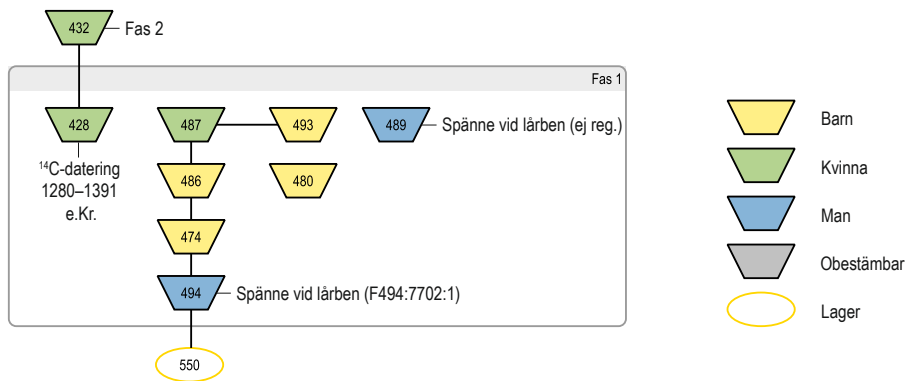 432
Fas 2
Fas 1
428
487
493
489
Spänne vid lårben (ej reg.)
¹⁴C-datering
1280–1391
e.Kr.
486
480
474
494
Spänne vid lårben (F494:7702:1)
550
Barn
Kvinna
Man
Obestämbar
Lager